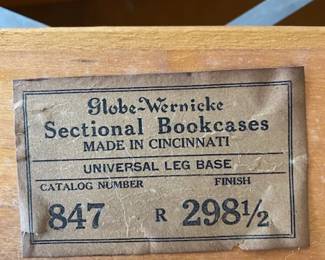 Globe-Wernicke
Sectional Bookcases
MADE IN CINCINNATI
UNIVERSAL LEG BASE
CATALOG NUMBER FINISH
847 R 298½